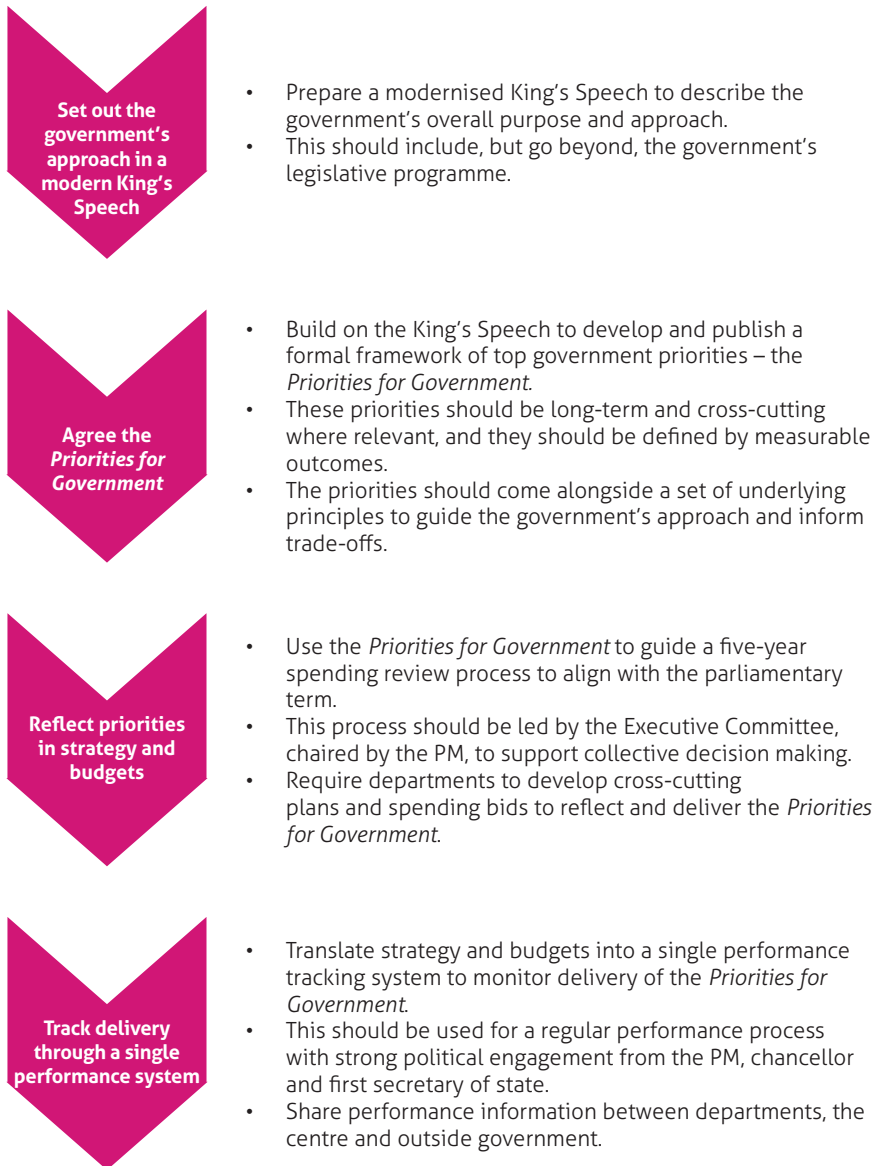 Set out the
government's
approach in a
modern King's
Speech
• Prepare a modernised King's Speech to describe the
government's overall purpose and approach.
• This should include, but go beyond, the government's
legislative programme.
Agree the
Priorities for
Government
• Build on the King's Speech to develop and publish a
formal framework of top government priorities – the
Priorities for Government.
• These priorities should be long-term and cross-cutting
where relevant, and they should be defined by measurable
outcomes.
• The priorities should come alongside a set of underlying
principles to guide the government's approach and inform
trade-offs.
Reflect priorities
in strategy and
budgets
• Use the Priorities for Government to guide a five-year
spending review process to align with the parliamentary
term.
• This process should be led by the Executive Committee,
chaired by the PM, to support collective decision making.
• Require departments to develop cross-cutting
plans and spending bids to reflect and deliver the Priorities
for Government.
Track delivery
through a single
performance system
• Translate strategy and budgets into a single performance
tracking system to monitor delivery of the Priorities for
Government.
• This should be used for a regular performance process
with strong political engagement from the PM, chancellor
and first secretary of state.
• Share performance information between departments, the
centre and outside government.